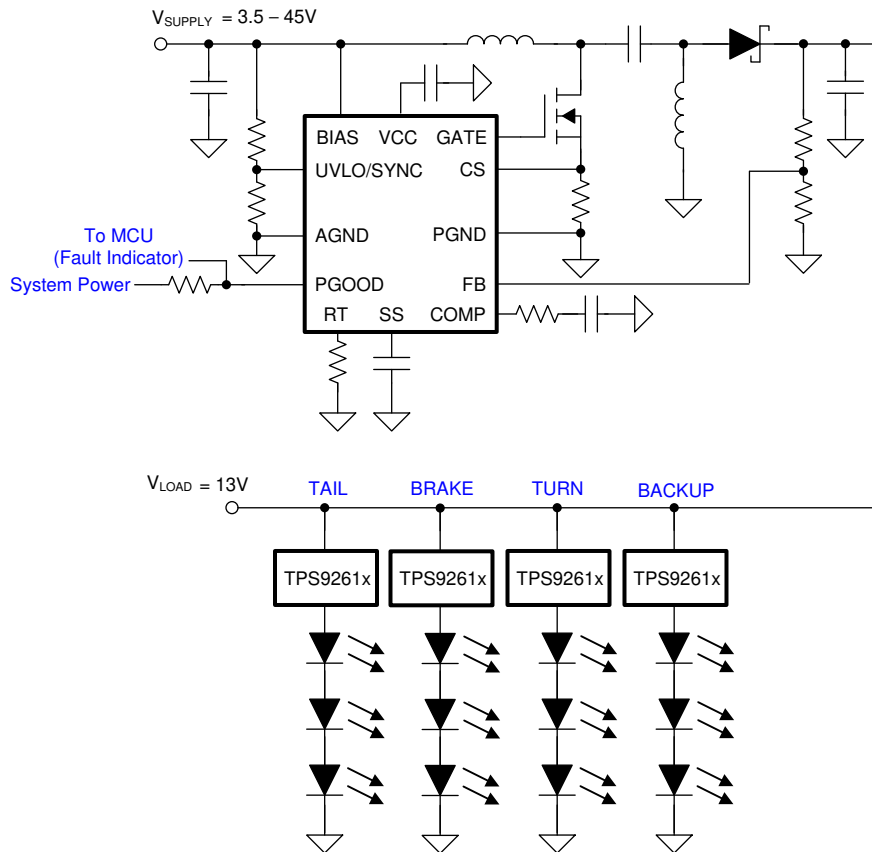 VSUPPLY = 3.5 – 45V
BIAS VCC GATE
UVLO/SYNC CS
AGND PGND
To MCU
(Fault Indicator)
System Power
PGOOD FB
RT SS COMP
VLOAD = 13V
TAIL BRAKE TURN BACKUP
TPS9261x TPS9261x TPS9261x TPS9261x